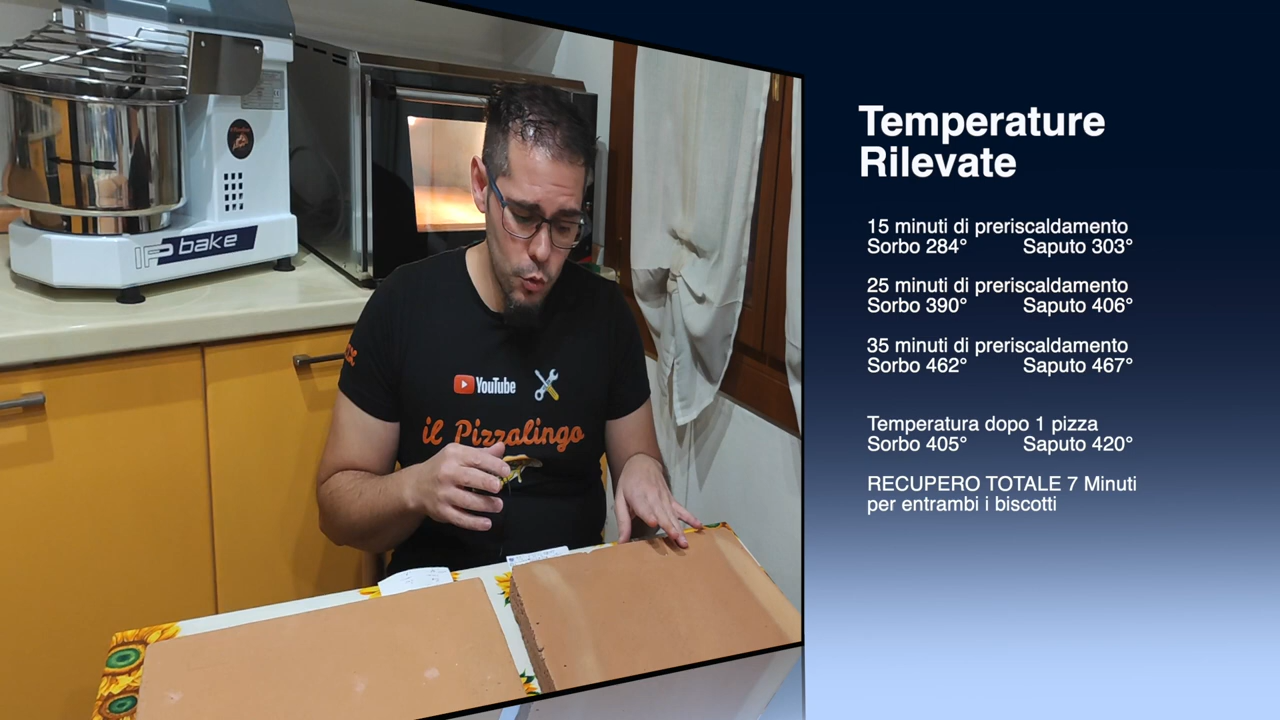 Temperature
Rilevate
15 minuti di preriscaldamento
Sorbo 284° Saputo 303°
25 minuti di preriscaldamento
Sorbo 390° Saputo 406°
35 minuti di preriscaldamento
Sorbo 462° Saputo 467°
Temperatura dopo 1 pizza
Sorbo 405° Saputo 420°
RECUPERO TOTALE 7 Minuti
per entrambi i biscotti
bake
YouTube
il Pizzalingo